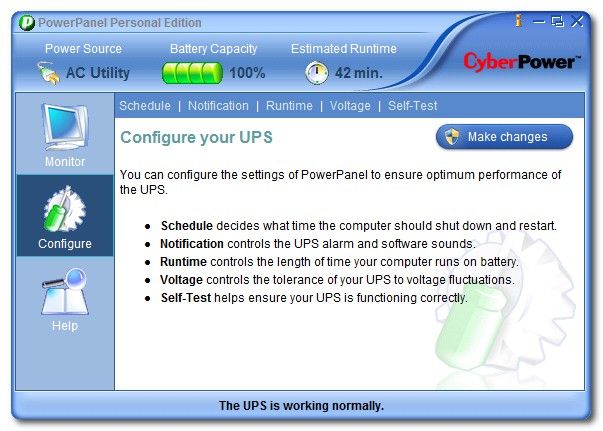 PowerPanel Personal Edition
Power Source
Battery Capacity
Estimated Runtime
AC Utility
100%
42 min.
CyberPower™
Schedule | Notification | Runtime | Voltage | Self-Test
Monitor
Configure
Help
Configure your UPS
Make changes
You can configure the settings of PowerPanel to ensure optimum performance of
the UPS.
• Schedule decides what time the computer should shut down and restart.
• Notification controls the UPS alarm and software sounds.
• Runtime controls the length of time your computer runs on battery.
• Voltage controls the tolerance of your UPS to voltage fluctuations.
• Self-Test helps ensure your UPS is functioning correctly.
The UPS is working normally.